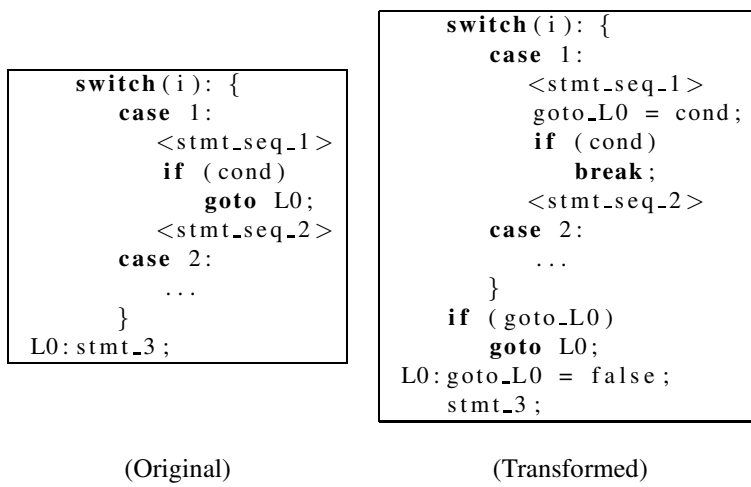 switch(i): {
case 1:
<stmt_seq_1>
if (cond)
goto L0;
<stmt_seq_2>
case 2:
...
}
L0:stmt_3;
(Original)
switch(i): {
case 1:
<stmt_seq_1>
goto_L0 = cond;
if (cond)
break;
<stmt_seq_2>
case 2:
...
}
if (goto_L0)
goto L0;
L0:goto_L0 = false;
stmt_3;
(Transformed)